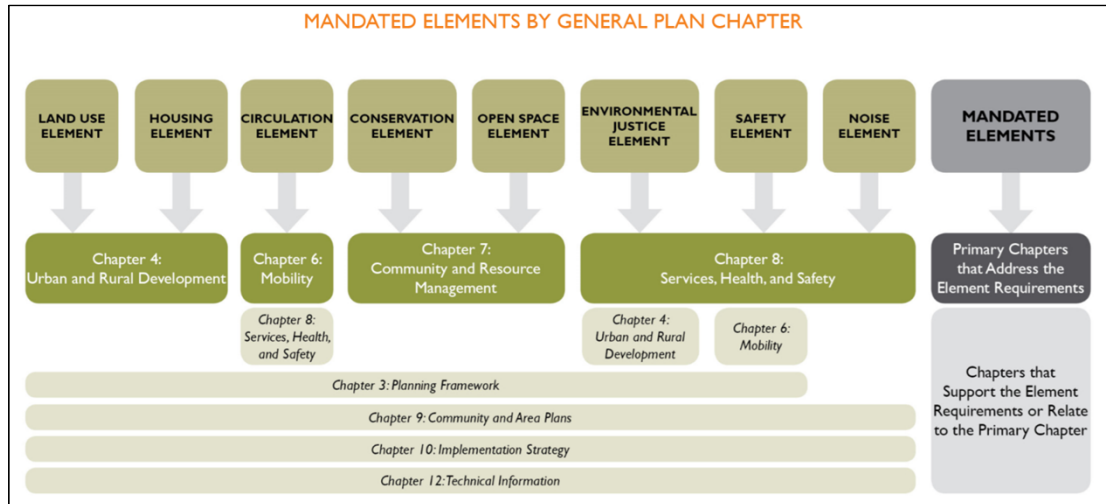 MANDATED ELEMENTS BY GENERAL PLAN CHAPTER
LAND USE
ELEMENT
HOUSING
ELEMENT
CIRCULATION
ELEMENT
CONSERVATION
ELEMENT
OPEN SPACE
ELEMENT
ENVIRONMENTAL
JUSTICE
ELEMENT
SAFETY
ELEMENT
NOISE
ELEMENT
MANDATED
ELEMENTS
Chapter 4:
Urban and Rural Development
Chapter 6:
Mobility
Chapter 7:
Community and Resource
Management
Chapter 8:
Services, Health, and Safety
Primary Chapters
that Address the
Element Requirements
Chapter 8:
Services, Health,
and Safety
Chapter 4:
Urban and Rural
Development
Chapter 6:
Mobility
Chapters that
Support the Element
Requirements or Relate
to the Primary Chapter
Chapter 3: Planning Framework
Chapter 9: Community and Area Plans
Chapter 10: Implementation Strategy
Chapter 12: Technical Information